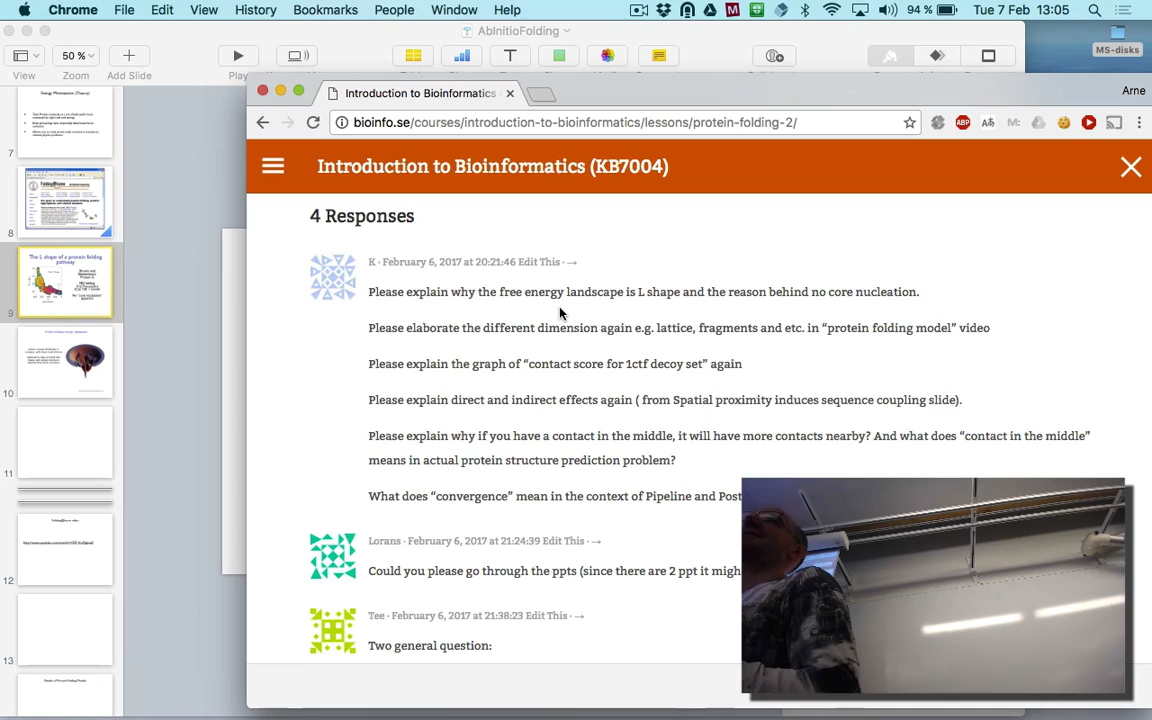 Chrome File Edit View History Bookmarks People Window Help 94 % Tue 7 Feb 13:05
AbInitioFolding
MS-disks
50 %
View Zoom Add Slide Play
Introduction to Bioinformatics
Arne
bioinfo.se/courses/introduction-to-bioinformatics/lessons/protein-folding-2/
ABP
Introduction to Bioinformatics (KB7004)
4 Responses
K · February 6, 2017 at 20:21:46 Edit This · →
Please explain why the free energy landscape is L shape and the reason behind no core nucleation.
Please elaborate the different dimension again e.g. lattice, fragments and etc. in “protein folding model” video
Please explain the graph of “contact score for 1ctf decoy set” again
Please explain direct and indirect effects again ( from Spatial proximity induces sequence coupling slide).
Please explain why if you have a contact in the middle, it will have more contacts nearby? And what does “contact in the middle”
means in actual protein structure prediction problem?
What does “convergence” mean in the context of Pipeline and Post
Lorans · February 6, 2017 at 21:24:39 Edit This · →
Could you please go through the ppts (since there are 2 ppt it migh
Tee · February 6, 2017 at 21:38:23 Edit This · →
Two general question:
Energy Minimization (Theory)
7
8
The L shape of a protein folding
pathway
9
10
11
12
13